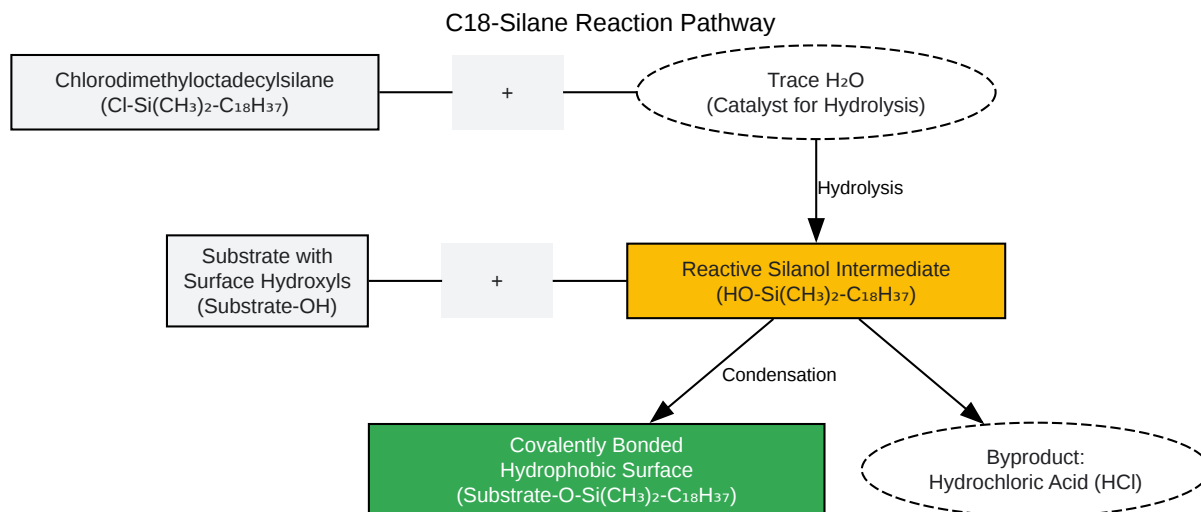 C18-Silane Reaction Pathway
Chlorodimethyloctadecylsilane
(Cl-Si(CH₃)₂-C₁₈H₃₇)
+
Trace H₂O
(Catalyst for Hydrolysis)
Hydrolysis
Substrate with
Surface Hydroxyls
(Substrate-OH)
+
Reactive Silanol Intermediate
(HO-Si(CH₃)₂-C₁₈H₃₇)
Condensation
Covalently Bonded
Hydrophobic Surface
(Substrate-O-Si(CH₃)₂-C₁₈H₃₇)
Byproduct:
Hydrochloric Acid (HCl)